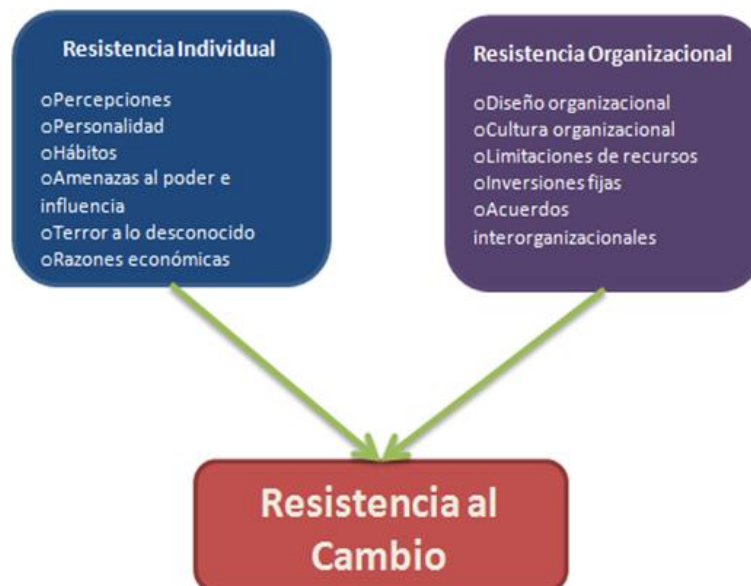 Resistencia Individual
oPercepciones
oPersonalidad
oHábitos
oAmenazas al poder e
influencia
oTerror a lo desconocido
oRazones económicas
Resistencia Organizacional
oDiseño organizacional
oCultura organizacional
oLimitaciones de recursos
oInversiones fijas
oAcuerdos
interorganizacionales
Resistencia al
Cambio